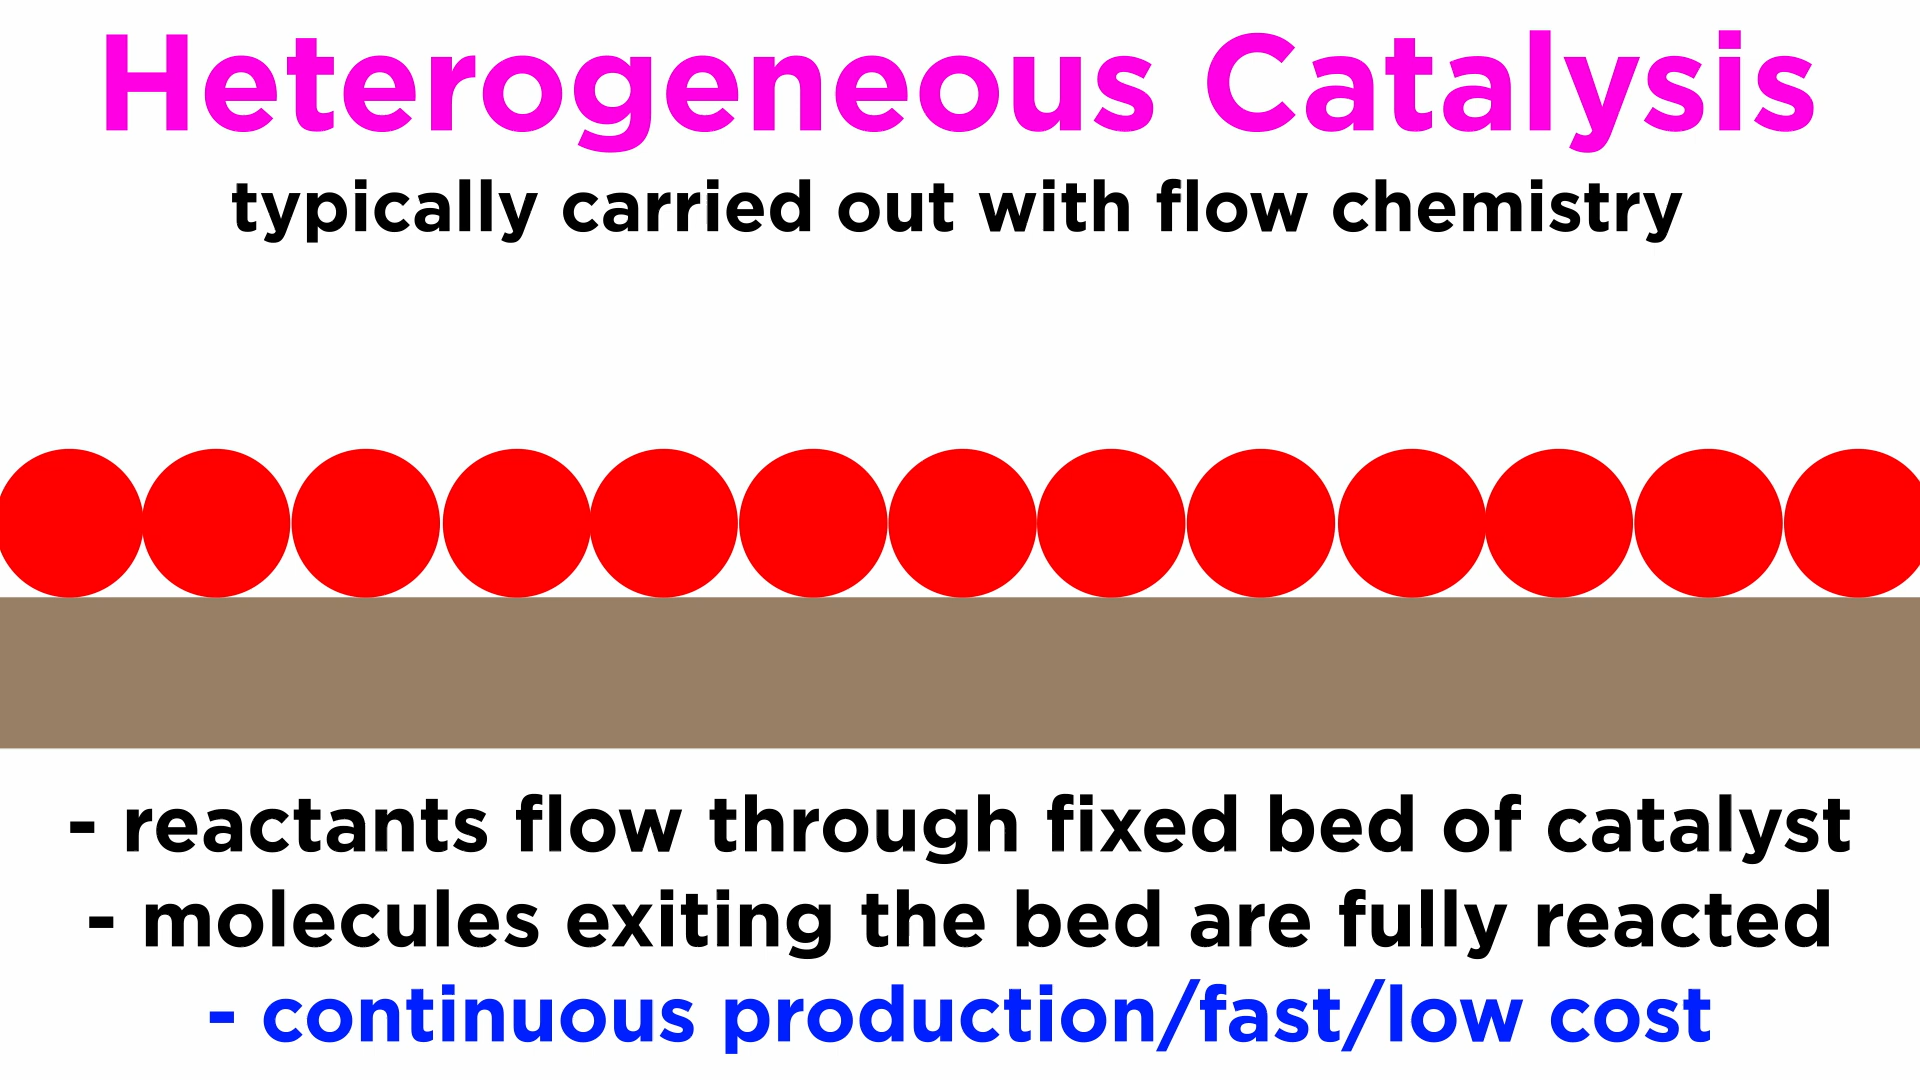 Heterogeneous Catalysis
typically carried out with flow chemistry
- reactants flow through fixed bed of catalyst
- molecules exiting the bed are fully reacted
- continuous production/fast/low cost